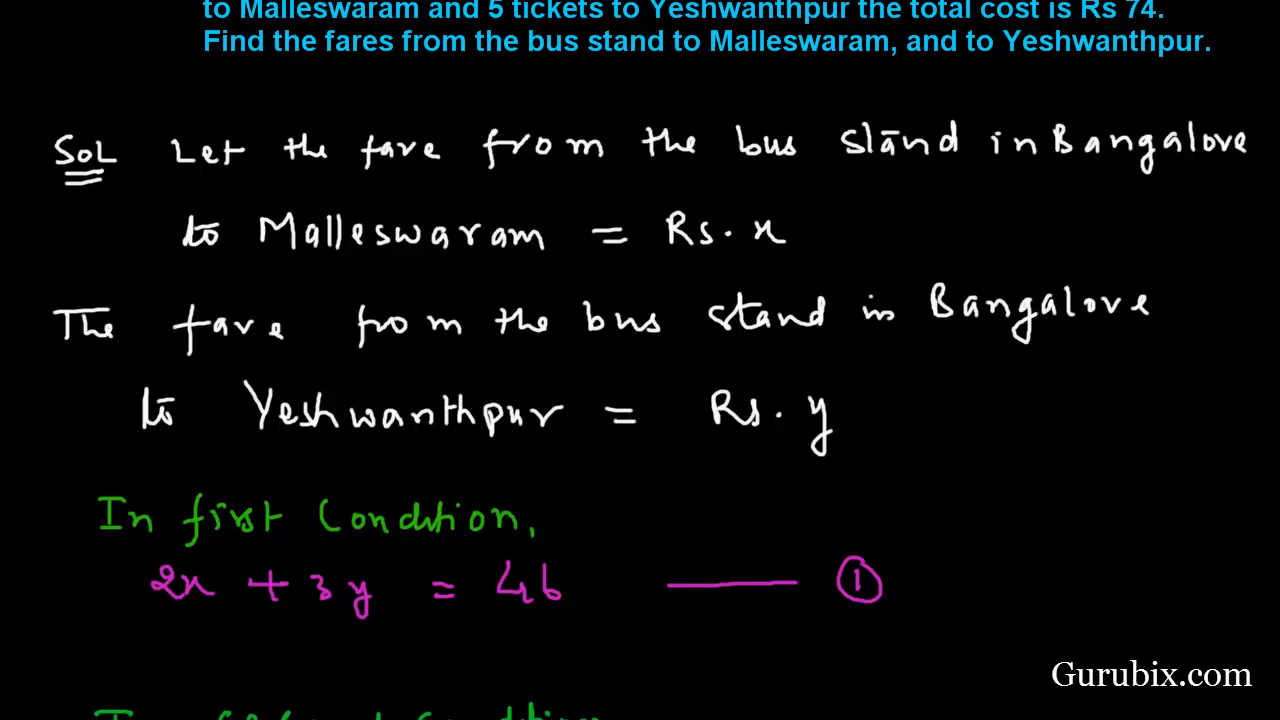 to Malleswaram and 5 tickets to Yeshwanthpur the total cost is Rs 74.
Find the fares from the bus stand to Malleswaram, and to Yeshwanthpur.
SOL Let the fare from the bus stand in Bangalore
to Malleswaram = Rs. x
The fare from the bus stand in Bangalore
to Yeshwanthpur = Rs. y
In first Condition,
2x + 3y = 46 —— ①
Gurubix.com